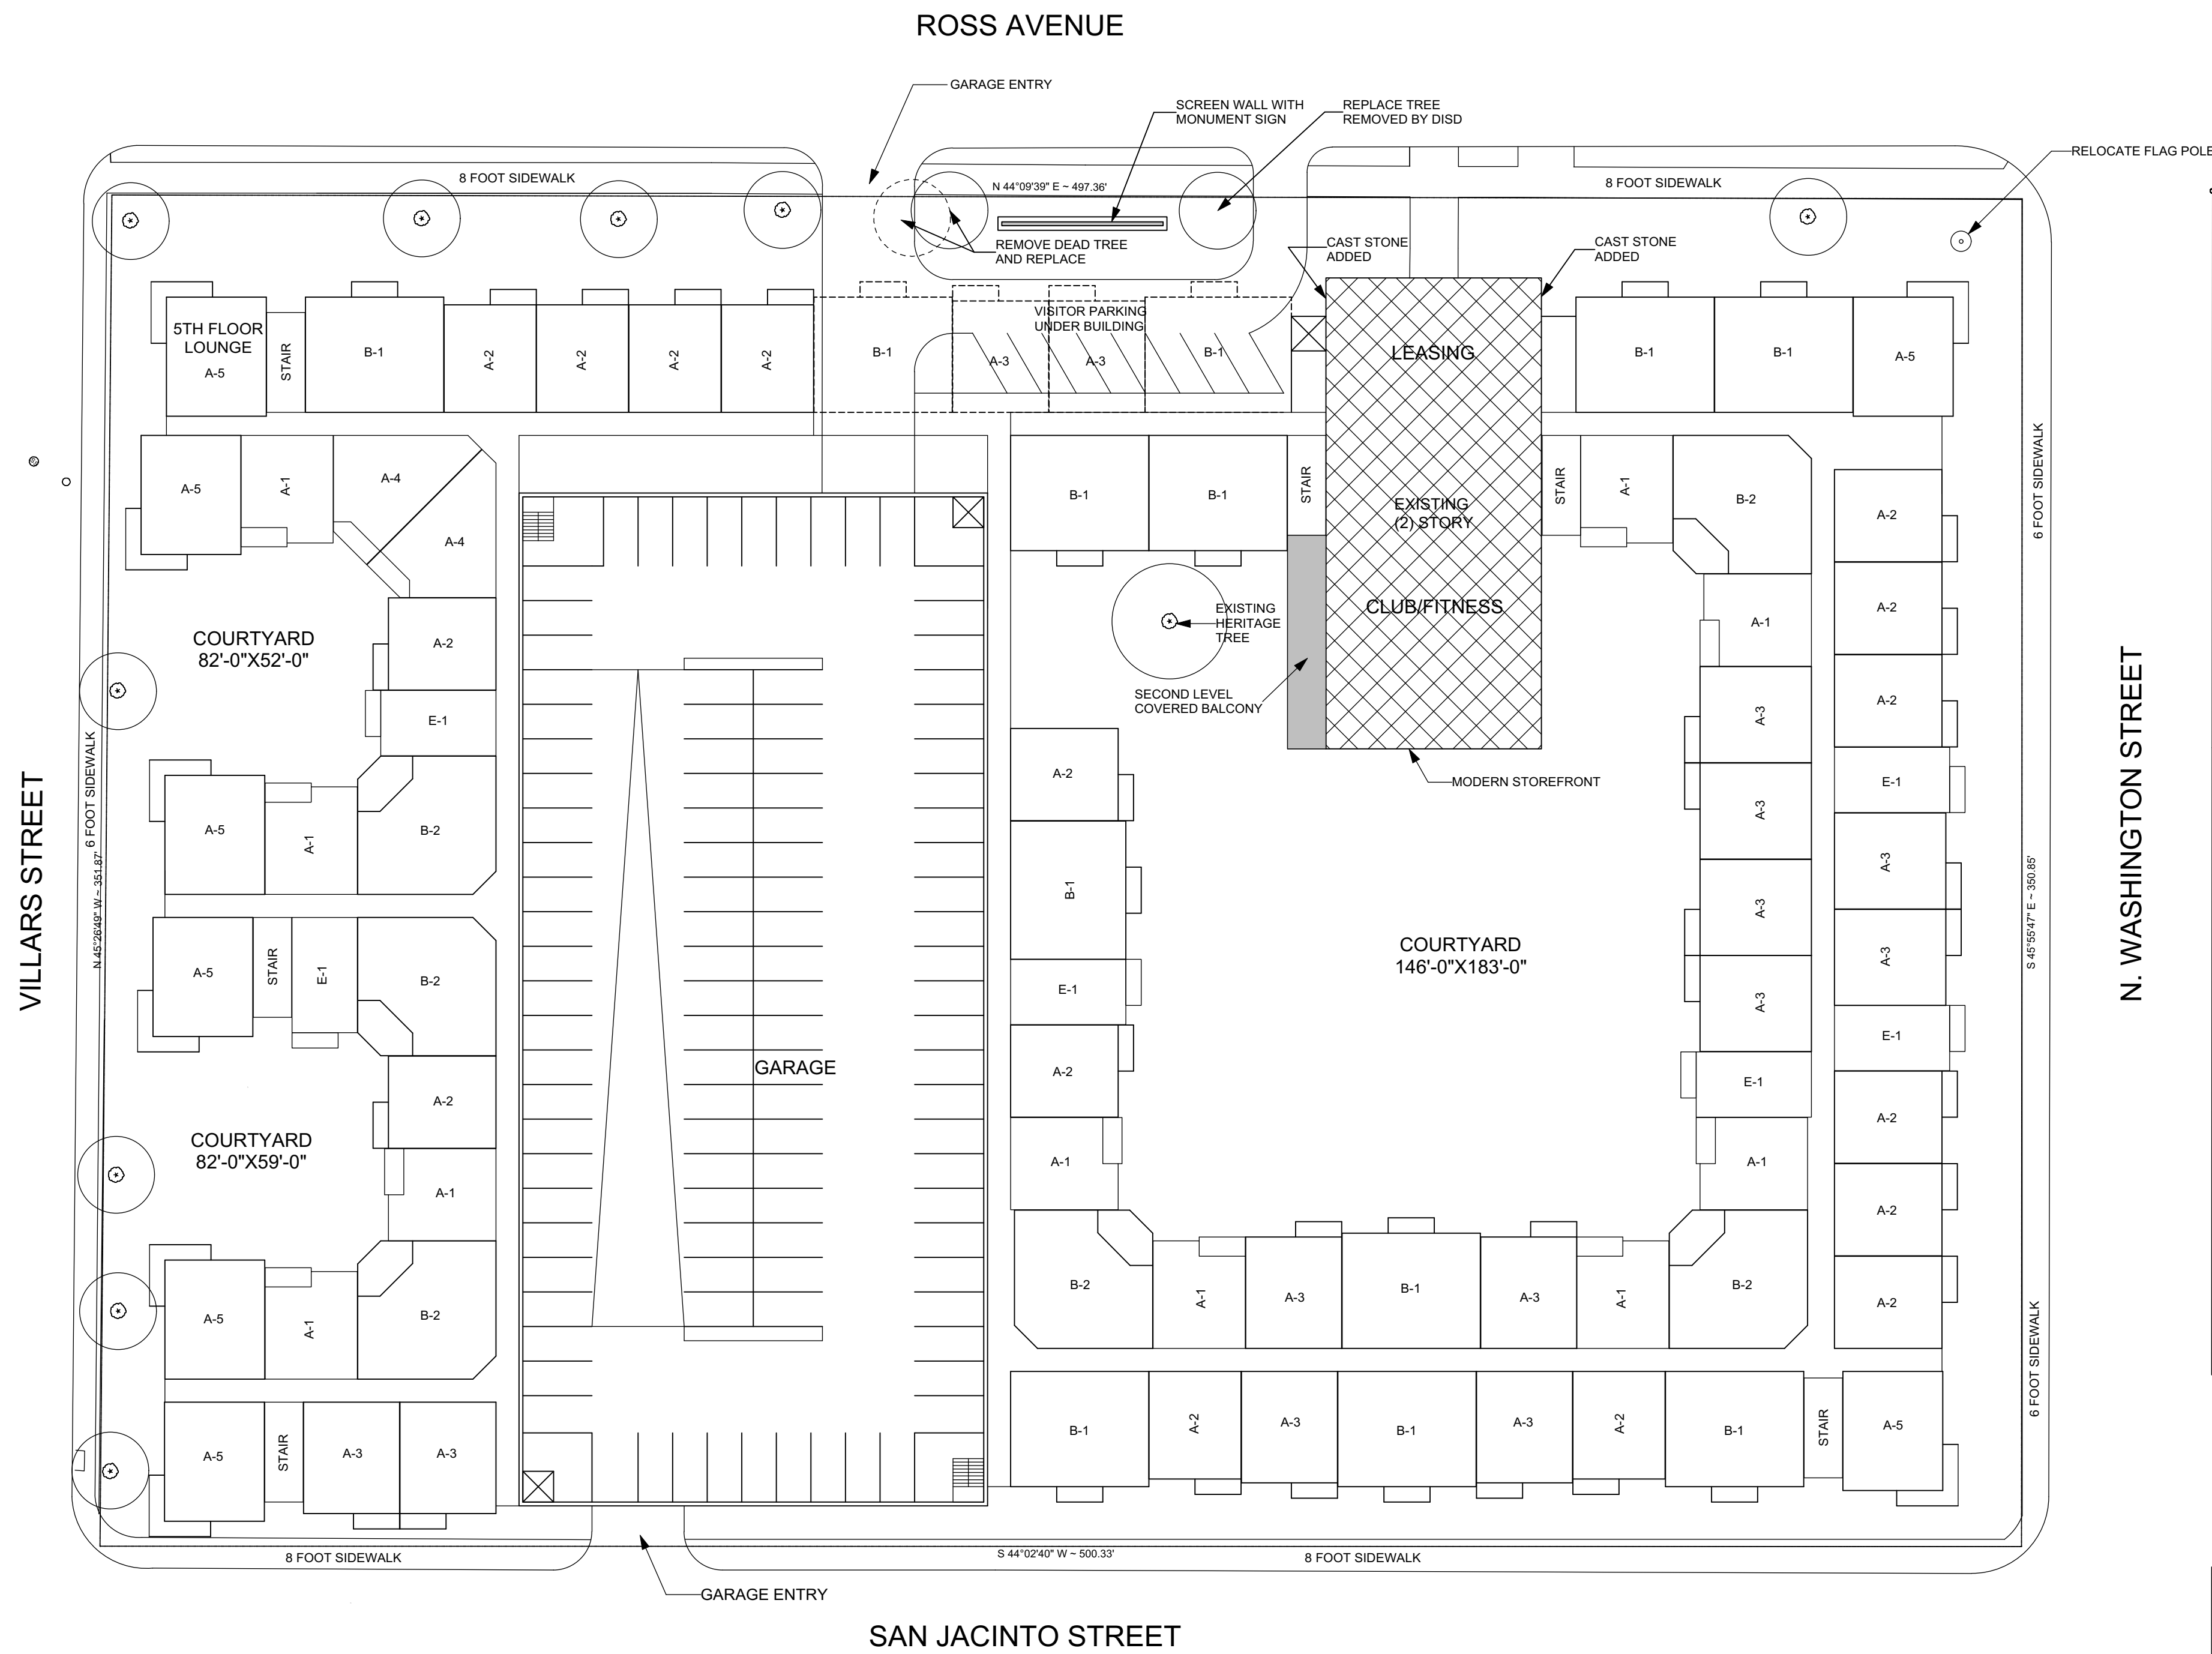 ROSS AVENUE
GARAGE ENTRY
SCREEN WALL WITH
MONUMENT SIGN
REPLACE TREE
REMOVED BY DISD
RELOCATE FLAG POLE
8 FOOT SIDEWALK
N 44°09'39" E ~ 497.36'
8 FOOT SIDEWALK
REMOVE DEAD TREE
AND REPLACE
CAST STONE
ADDED
CAST STONE
ADDED
5TH FLOOR
LOUNGE
A-5
STAIR
B-1
A-2
A-2
A-2
A-2
B-1
VISITOR PARKING
UNDER BUILDING
A-3
A-3
B-1
LEASING
B-1
B-1
A-5
A-5
A-1
A-4
A-4
B-1
B-1
STAIR
EXISTING
(2) STORY
STAIR
A-1
B-2
A-2
6 FOOT SIDEWALK
COURTYARD
82'-0"X52'-0"
A-2
E-1
EXISTING
HERITAGE
TREE
CLUB/FITNESS
A-1
A-2
SECOND LEVEL
COVERED BALCONY
A-3
A-2
MODERN STOREFRONT
VILLARS STREET
6 FOOT SIDEWALK
N 45°26'49" W ~ 351.87'
A-5
A-1
B-2
A-2
B-1
A-3
E-1
A-3
N. WASHINGTON STREET
S 45°55'47" E ~ 350.85'
A-5
STAIR
E-1
B-2
E-1
COURTYARD
146'-0"X183'-0"
A-3
A-3
A-3
E-1
GARAGE
A-2
A-2
E-1
A-2
COURTYARD
82'-0"X59'-0"
A-1
A-1
A-1
A-2
A-5
A-1
B-2
B-2
A-1
A-3
B-1
A-3
A-1
B-2
A-2
6 FOOT SIDEWALK
A-5
STAIR
A-3
A-3
B-1
A-2
A-3
B-1
A-3
A-2
B-1
STAIR
A-5
8 FOOT SIDEWALK
S 44°02'40" W ~ 500.33'
8 FOOT SIDEWALK
GARAGE ENTRY
SAN JACINTO STREET